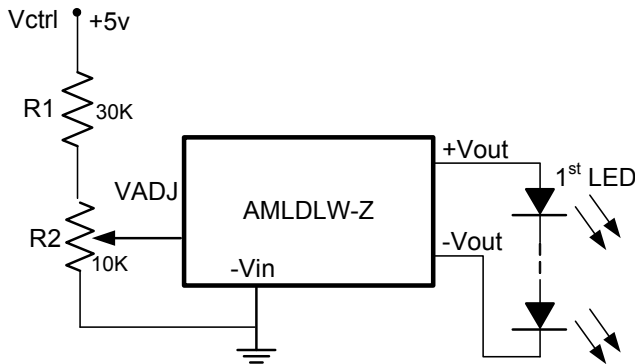 Vctrl +5v
R1 30K
VADJ
R2 10K
AMLDLW-Z
-Vin
+Vout
-Vout
1st LED